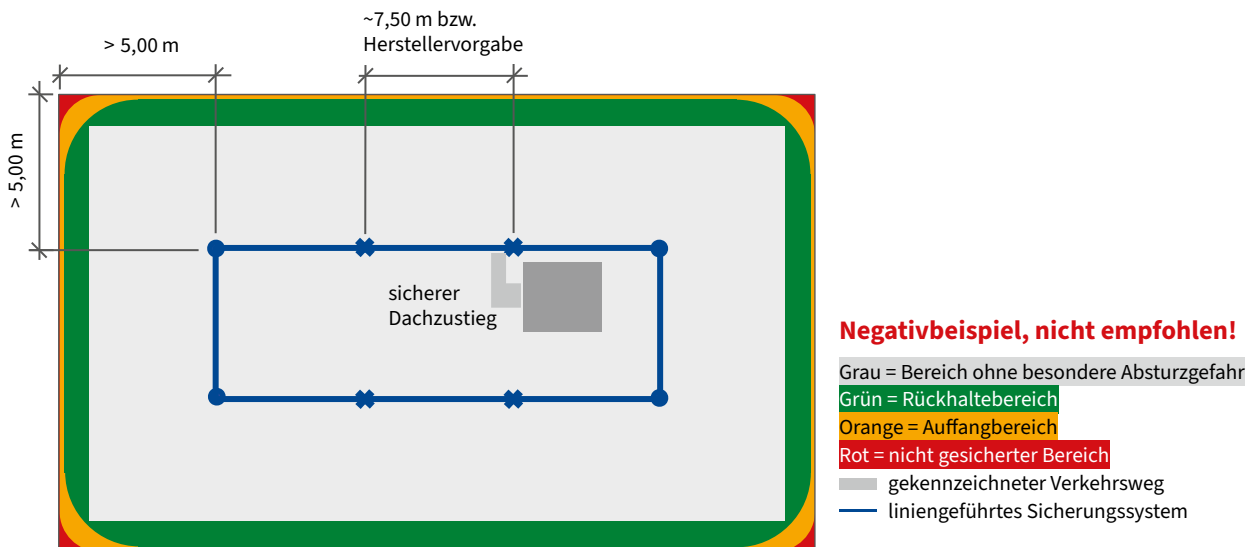 ~7,50 m bzw.
Herstellervorgabe
> 5,00 m
> 5,00 m
sicherer
Dachzustieg
Negativbeispiel, nicht empfohlen!
Grau = Bereich ohne besondere Absturzgefahr
Grün = Rückhaltebereich
Orange = Auffangbereich
Rot = nicht gesicherter Bereich
gekennzeichneter Verkehrsweg
liniengeführtes Sicherungssystem